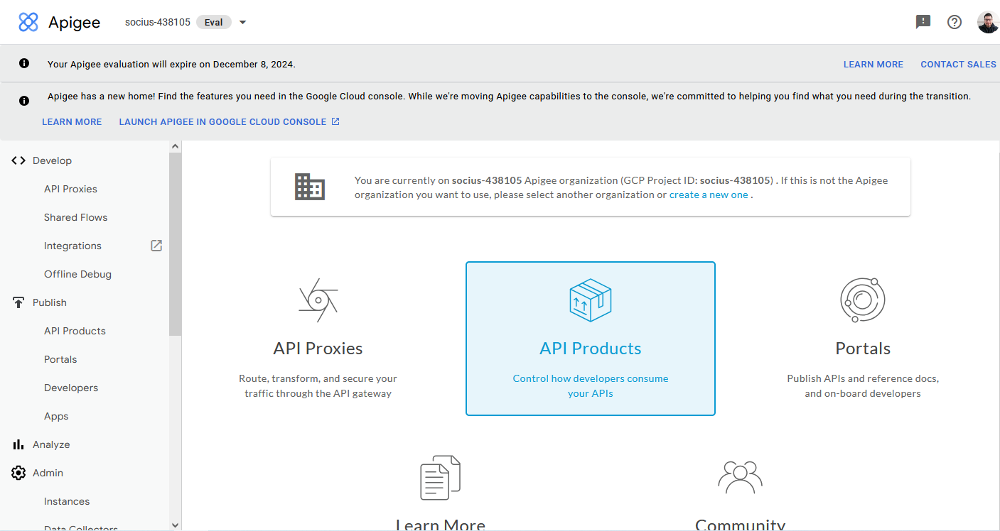 Apigee
socius-438105 Eval
Your Apigee evaluation will expire on December 8, 2024.
LEARN MORE
CONTACT SALES
Apigee has a new home! Find the features you need in the Google Cloud console. While we're moving Apigee capabilities to the console, we're committed to helping you find what you need during the transition.
LEARN MORE
LAUNCH APIGEE IN GOOGLE CLOUD CONSOLE
Develop
API Proxies
Shared Flows
Integrations
Offline Debug
Publish
API Products
Portals
Developers
Apps
Analyze
Admin
Instances
Data Collectors
You are currently on socius-438105 Apigee organization (GCP Project ID: socius-438105) . If this is not the Apigee
organization you want to use, please select another organization or create a new one .
API Proxies
Route, transform, and secure your
traffic through the API gateway
API Products
Control how developers consume
your APIs
Portals
Publish APIs and reference docs,
and on-board developers
Learn More
Community